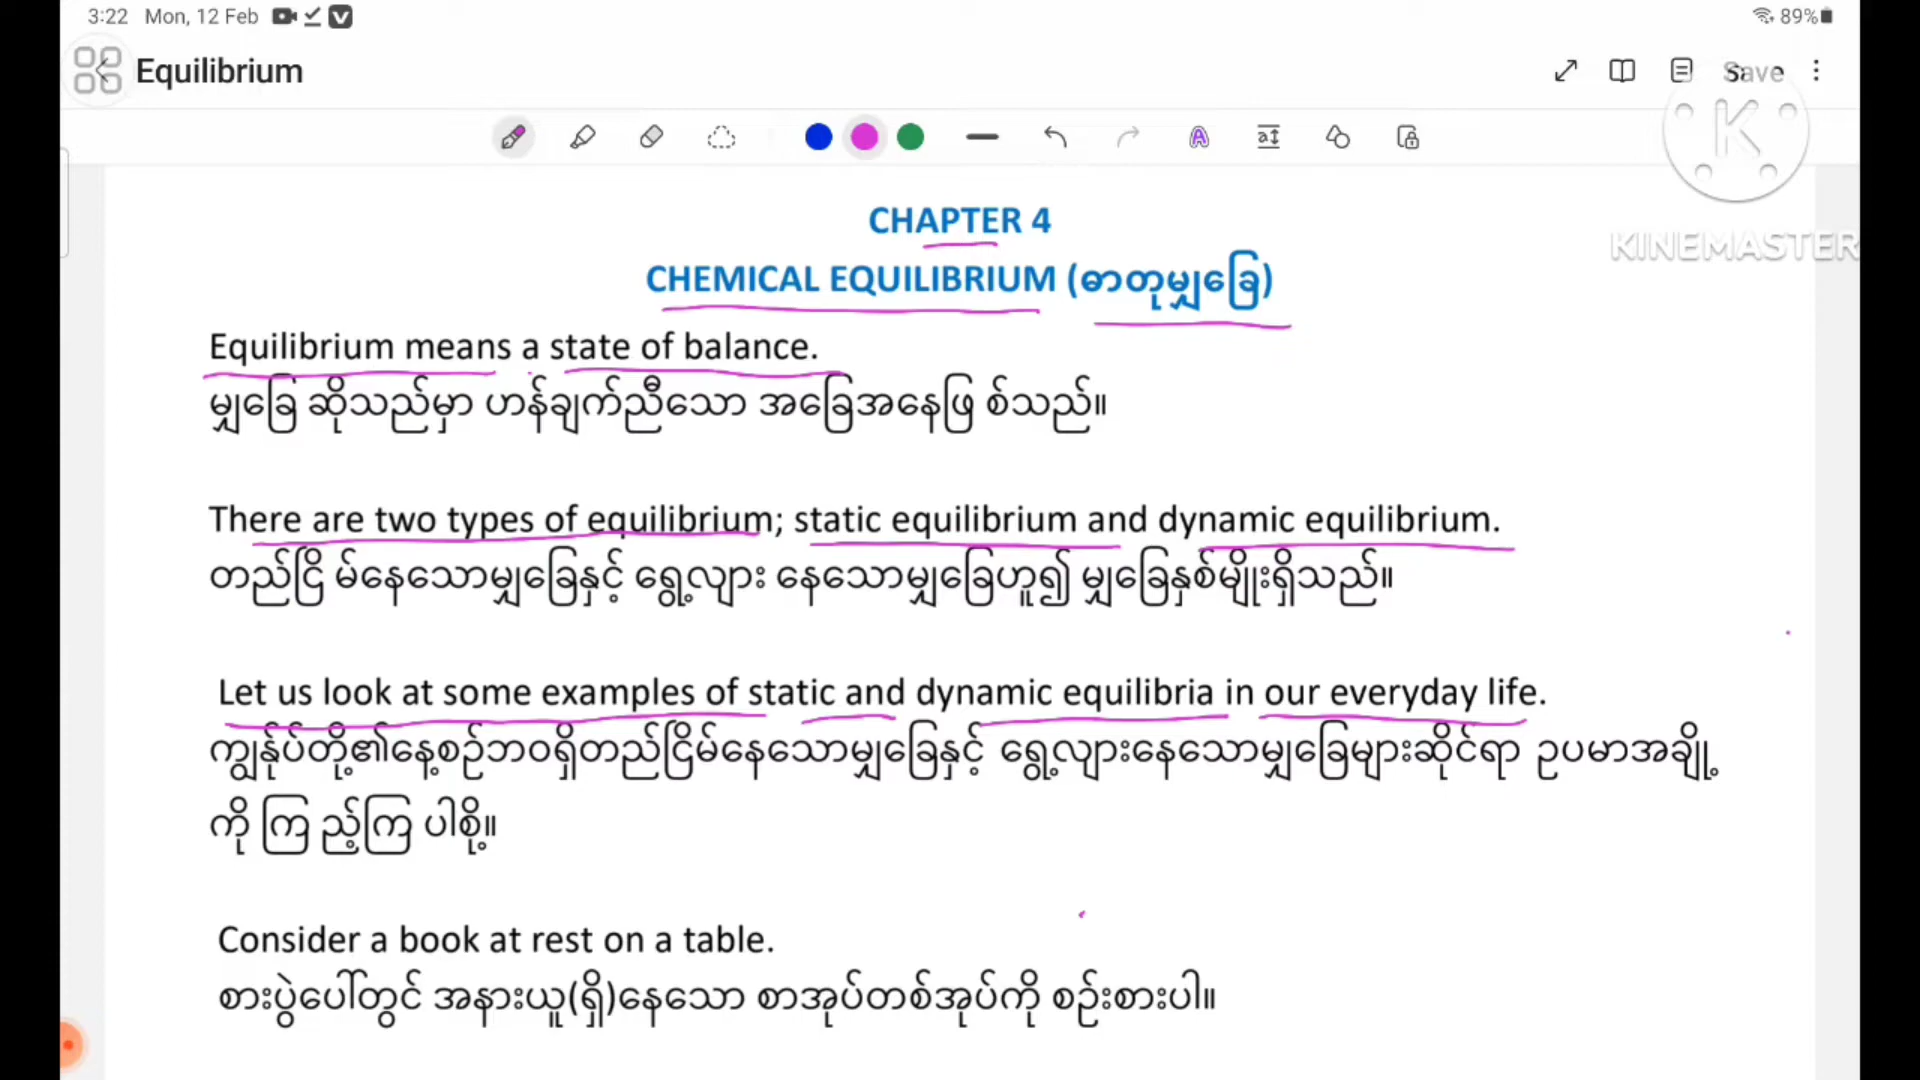 3:22 Mon, 12 Feb
89%
Equilibrium
Save
K
KINEMASTER
CHAPTER 4
CHEMICAL EQUILIBRIUM (ဓာတုမျှခြေ)
Equilibrium means a state of balance.
မျှခြေ ဆိုသည်မှာ ဟန်ချက်ညီသော အခြေအနေဖြ စ်သည်။
There are two types of equilibrium; static equilibrium and dynamic equilibrium.
တည်ငြိ မ်နေသောမျှခြေနှင့် ရွေ့လျား နေသောမျှခြေဟူ၍ မျှခြေနှစ်မျိုးရှိသည်။
Let us look at some examples of static and dynamic equilibria in our everyday life.
ကျွန်ုပ်တို့၏နေ့စဉ်ဘဝရှိတည်ငြိမ်နေသောမျှခြေနှင့် ရွေ့လျားနေသောမျှခြေများဆိုင်ရာ ဥပမာအချို့
ကို ကြ ည့်ကြ ပါစို့။
Consider a book at rest on a table.
စားပွဲပေါ်တွင် အနားယူ(ရှိ)နေသော စာအုပ်တစ်အုပ်ကို စဉ်းစားပါ။